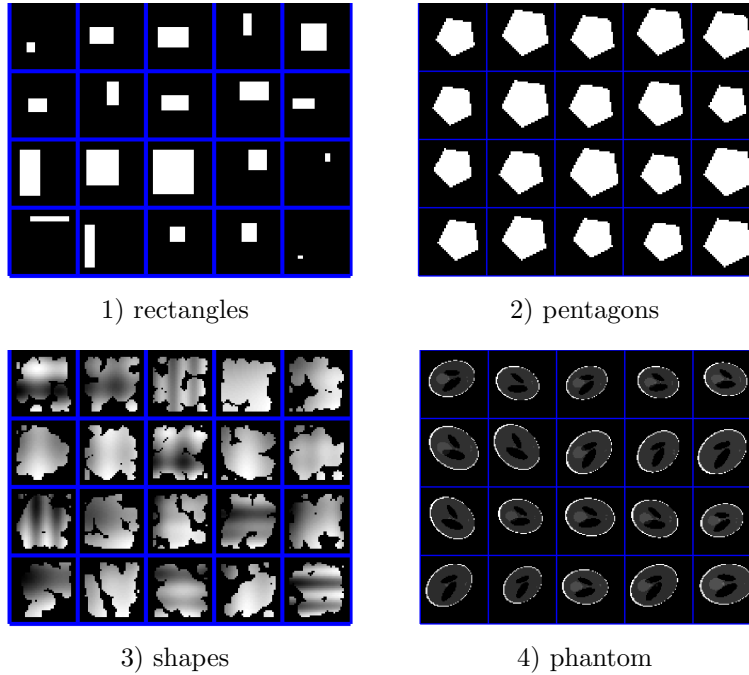 1) rectangles
2) pentagons
3) shapes
4) phantom